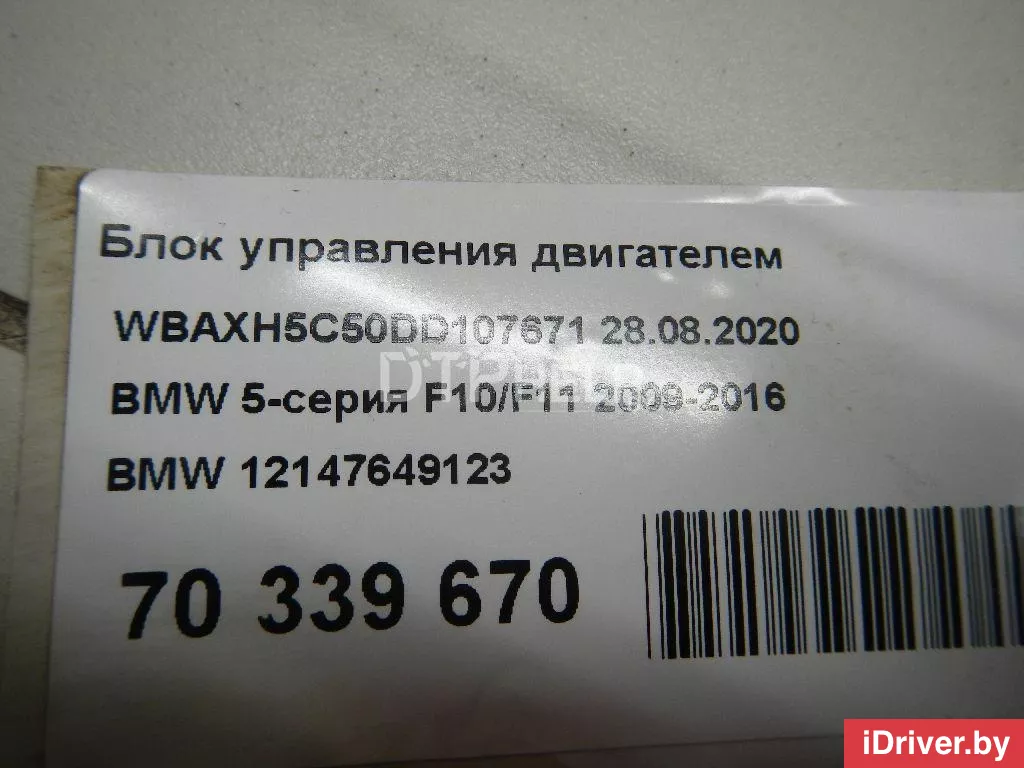 Блок управления двигателем
WBAXH5C50DD107671 28.08.2020
BMW 5-серия F10/F11 2009-2016
BMW 12147649123
70 339 670
iDriver.by